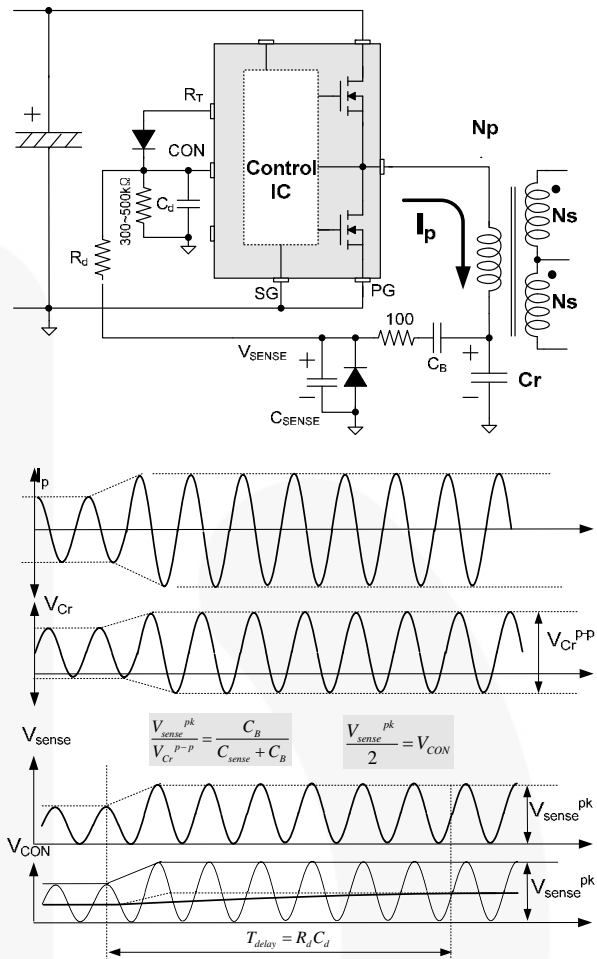 R_T
CON
Control
IC
300~500kΩ
C_d
R_d
SG
PG
Np
I_p
Ns
Ns
100
V_SENSE
C_B
+
−
C_SENSE
+
−
Cr
+
I_p
V_Cr
V_Cr^p-p
V_sense
V_sense^pk / V_Cr^p-p = C_B / (C_sense + C_B)
V_sense^pk / 2 = V_CON
V_sense^pk
V_CON
V_sense^pk
T_delay = R_d C_d